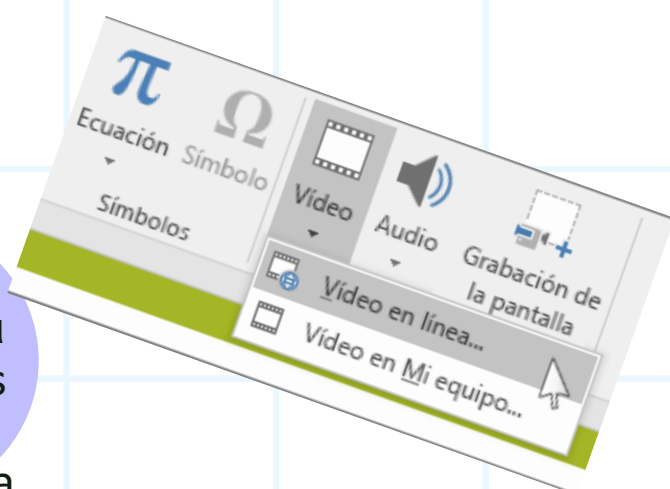 π
Ω
Ecuación
Símbolo
Símbolos
Vídeo
Audio
Grabación de
la pantalla
Vídeo en línea...
Vídeo en Mi equipo...